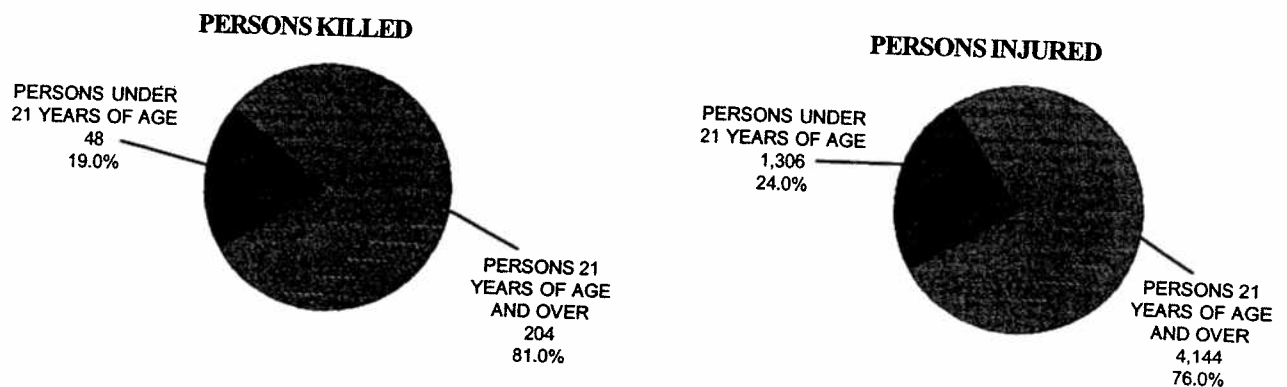 PERSONS KILLED
PERSONS UNDER
21 YEARS OF AGE
48
19.0%
PERSONS 21
YEARS OF AGE
AND OVER
204
81.0%
PERSONS INJURED
PERSONS UNDER
21 YEARS OF AGE
1,306
24.0%
PERSONS 21
YEARS OF AGE
AND OVER
4,144
76.0%